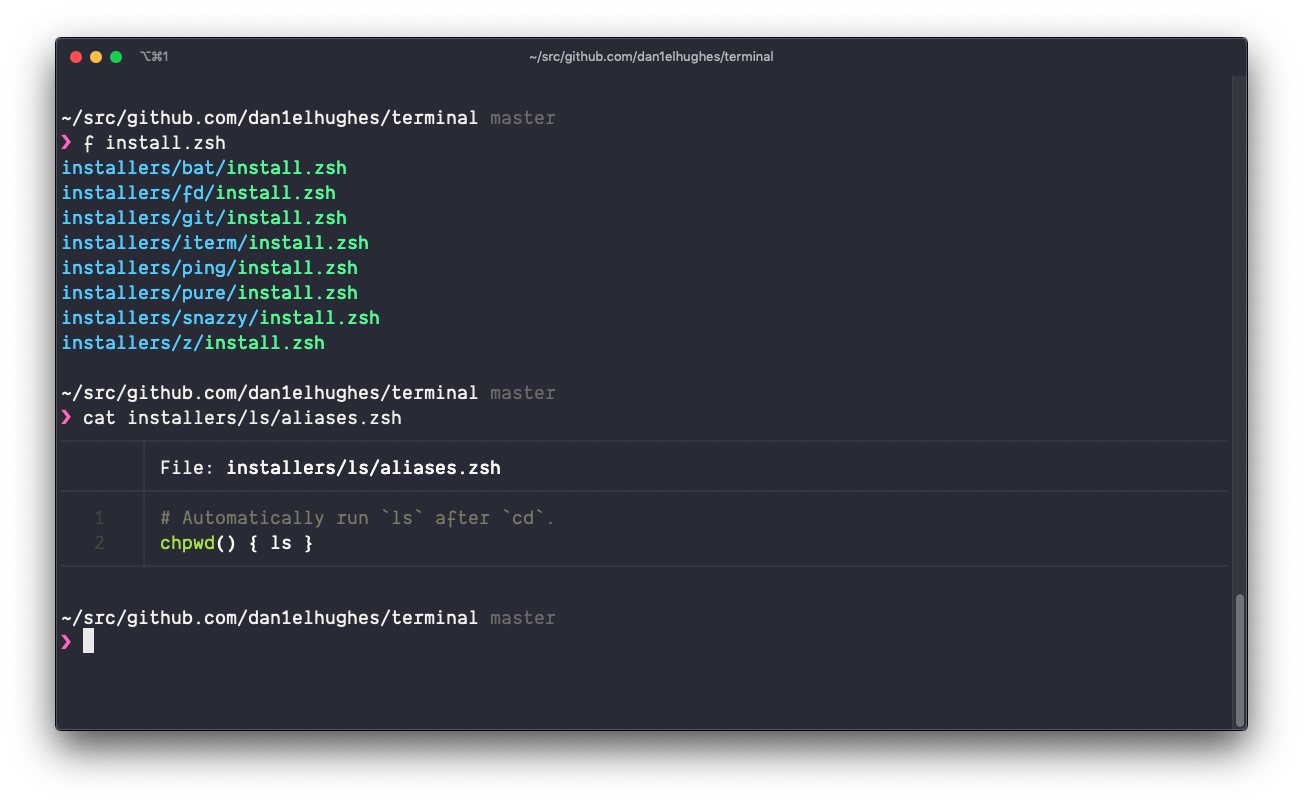 ⌥⌘1 ~/src/github.com/dan1elhughes/terminal
~/src/github.com/dan1elhughes/terminal master
❯ f install.zsh
installers/bat/install.zsh
installers/fd/install.zsh
installers/git/install.zsh
installers/iterm/install.zsh
installers/ping/install.zsh
installers/pure/install.zsh
installers/snazzy/install.zsh
installers/z/install.zsh
~/src/github.com/dan1elhughes/terminal master
❯ cat installers/ls/aliases.zsh
File: installers/ls/aliases.zsh
1 # Automatically run `ls` after `cd`.
2 chpwd() { ls }
~/src/github.com/dan1elhughes/terminal master
❯